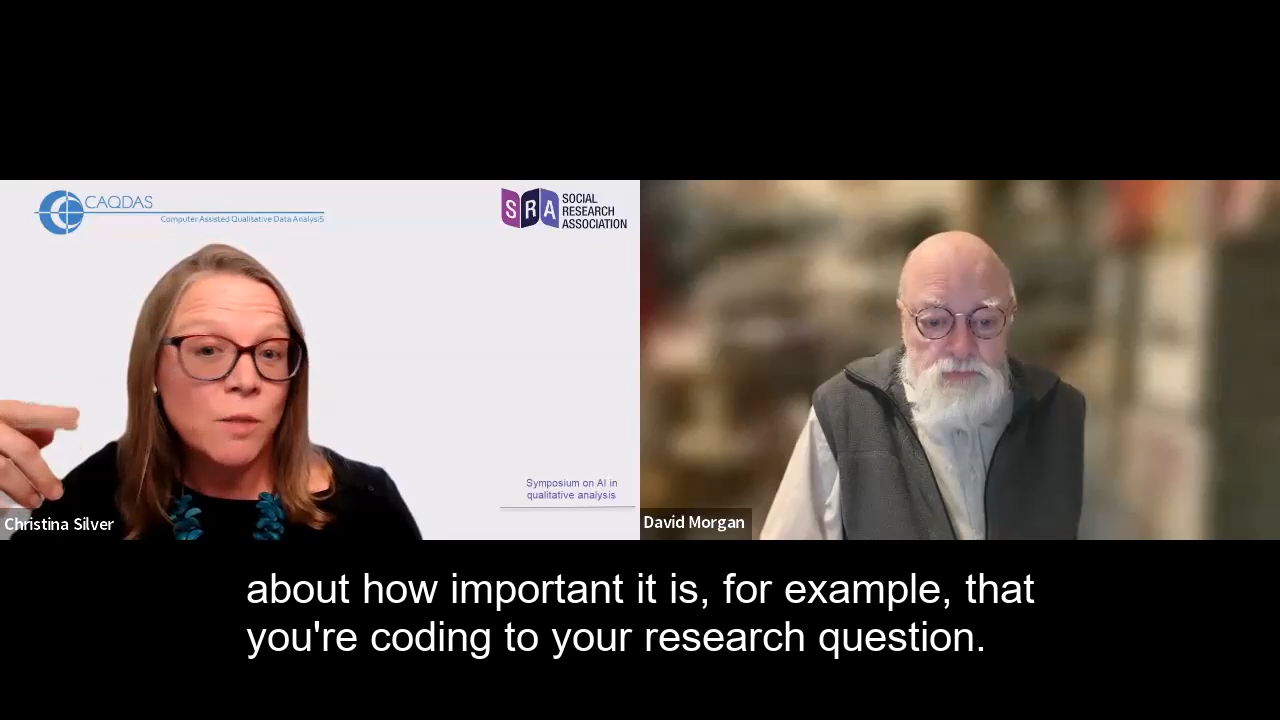 CAQDAS
Computer Assisted Qualitative Data AnalysiS
SRA
SOCIAL
RESEARCH
ASSOCIATION
Symposium on AI in
qualitative analysis
Christina Silver
David Morgan
about how important it is, for example, that
you're coding to your research question.